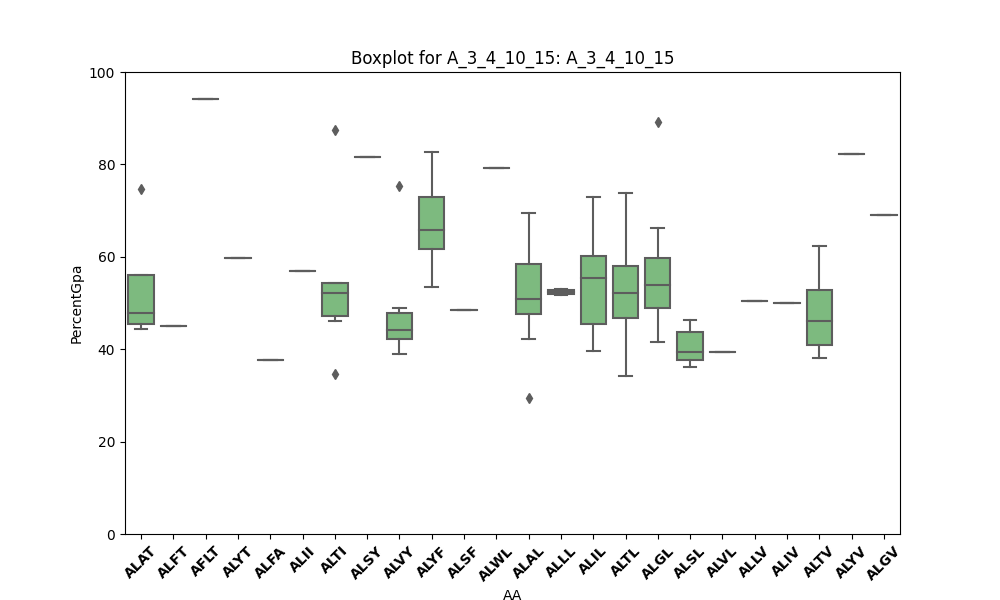 Boxplot for A_3_4_10_15: A_3_4_10_15
100
80
60
40
20
0
PercentGpa
ALAT ALFT AFLT ALYT ALFA ALII ALTI ALSY ALVY ALYF ALSF ALWL ALAL ALLL ALIL ALTL ALGL ALSL ALVL ALLV ALIV ALTV ALYV ALGV
AA